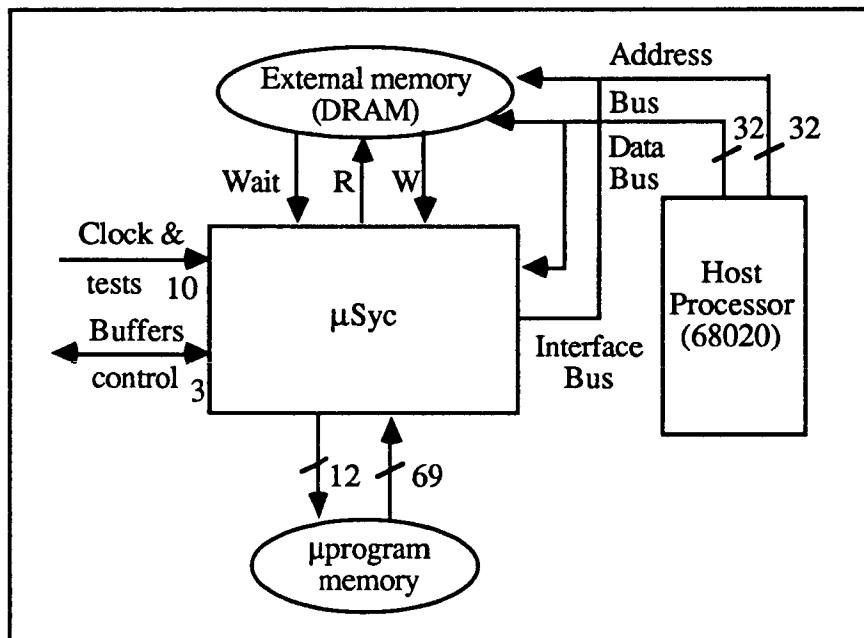 External memory
(DRAM)
Address
Bus
32
32
Data
Bus
Wait
R
W
Clock &
tests
10
Buffers
control
3
μSyc
Interface
Bus
Host
Processor
(68020)
12
69
μprogram
memory